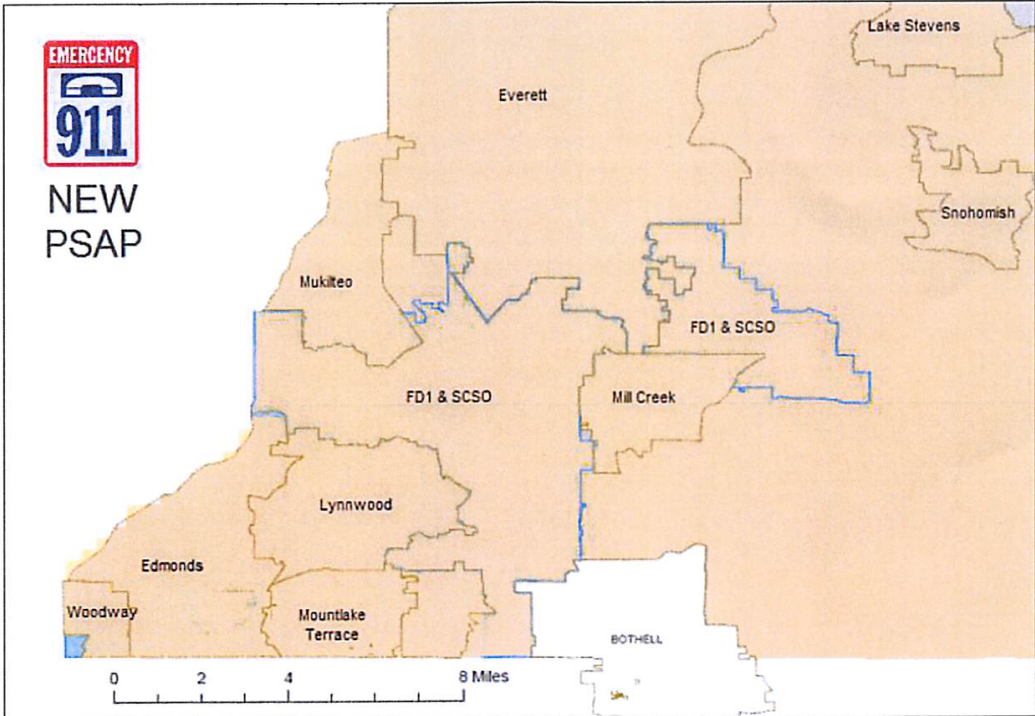 EMERGENCY
911
NEW
PSAP
Lake Stevens
Everett
Snohomish
Mukilteo
FD1 & SCSO
FD1 & SCSO
Mill Creek
Lynnwood
Edmonds
Woodway
Mountlake
Terrace
BOTHELL
0 2 4 8 Miles